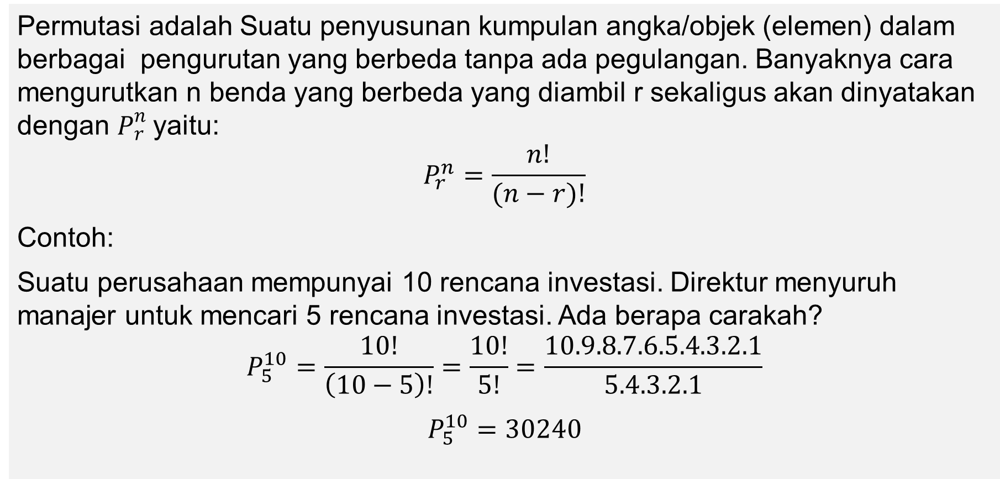 Permutasi adalah Suatu penyusunan kumpulan angka/objek (elemen) dalam
berbagai pengurutan yang berbeda tanpa ada pegulangan. Banyaknya cara
mengurutkan n benda yang berbeda yang diambil r sekaligus akan dinyatakan
dengan $P_r^n$ yaitu:
$P_r^n = \frac{n!}{(n-r)!}$
Contoh:
Suatu perusahaan mempunyai 10 rencana investasi. Direktur menyuruh
manajer untuk mencari 5 rencana investasi. Ada berapa carakah?
$P_5^{10} = \frac{10!}{(10-5)!} = \frac{10!}{5!} = \frac{10.9.8.7.6.5.4.3.2.1}{5.4.3.2.1}$
$P_5^{10} = 30240$